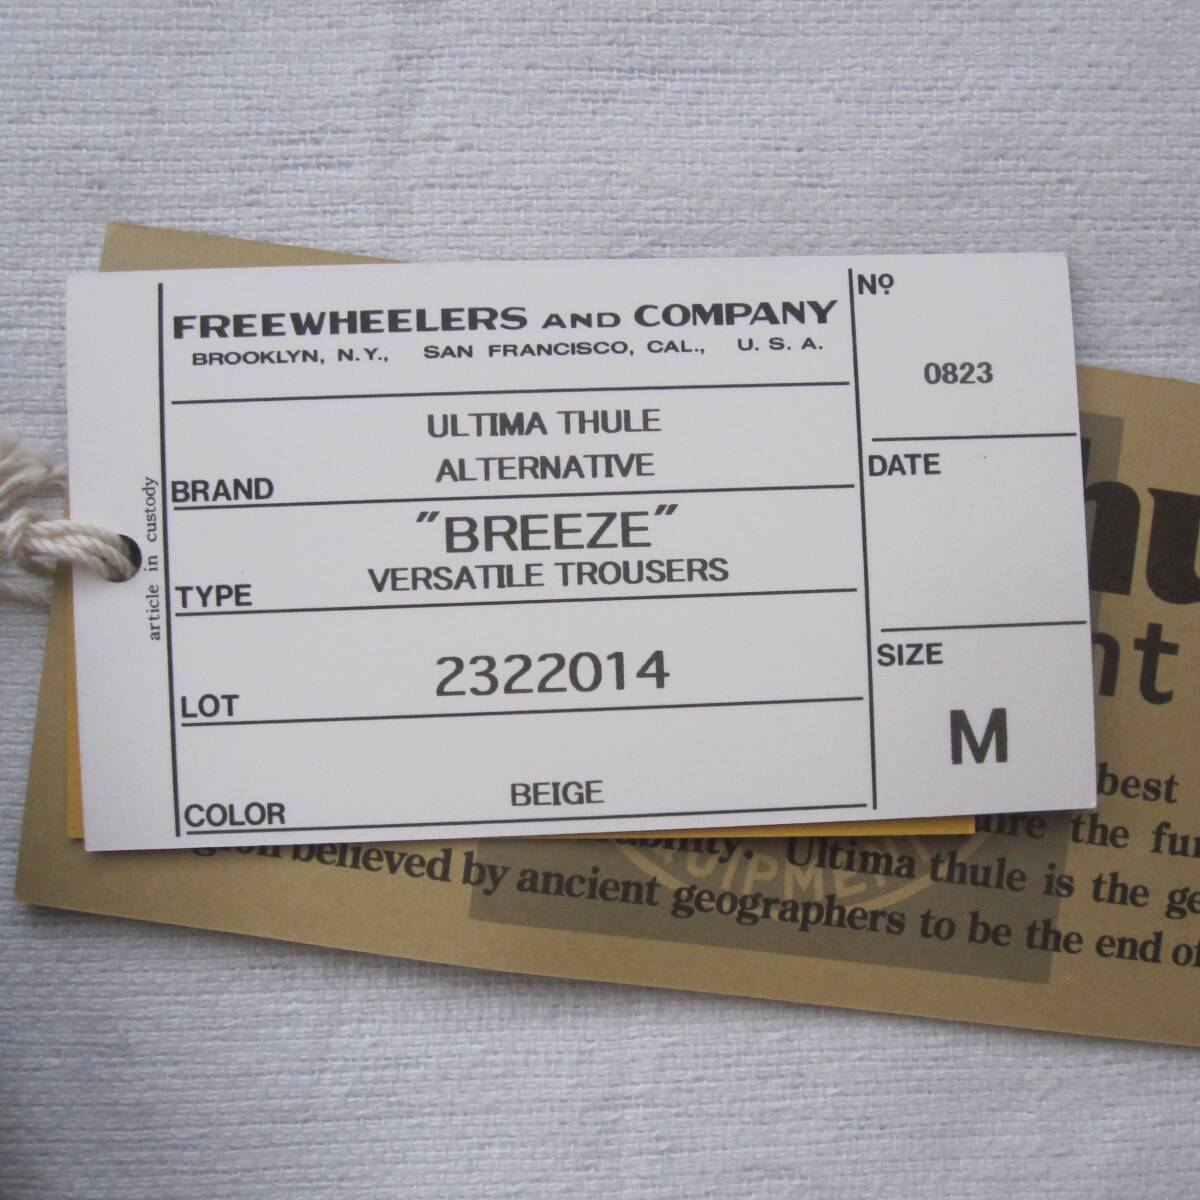 FREEWHEELERS AND COMPANY
BROOKLYN, N.Y., SAN FRANCISCO, CAL., U. S. A.
Nº
0823
ULTIMA THULE
ALTERNATIVE
BRAND
DATE
"BREEZE"
VERSATILE TROUSERS
TYPE
SIZE
M
2322014
LOT
BEIGE
COLOR
article in custody
best
the
Ultima thule is the
believed by ancient geographers to be the end of